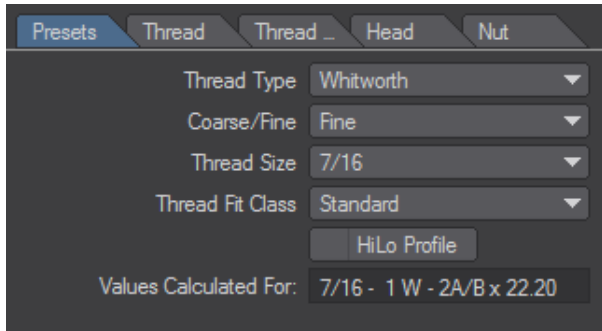 Presets Thread Thread ... Head Nut
Thread Type Whitworth
Coarse/Fine Fine
Thread Size 7/16
Thread Fit Class Standard
HiLo Profile
Values Calculated For: 7/16 - 1 W - 2A/B x 22.20